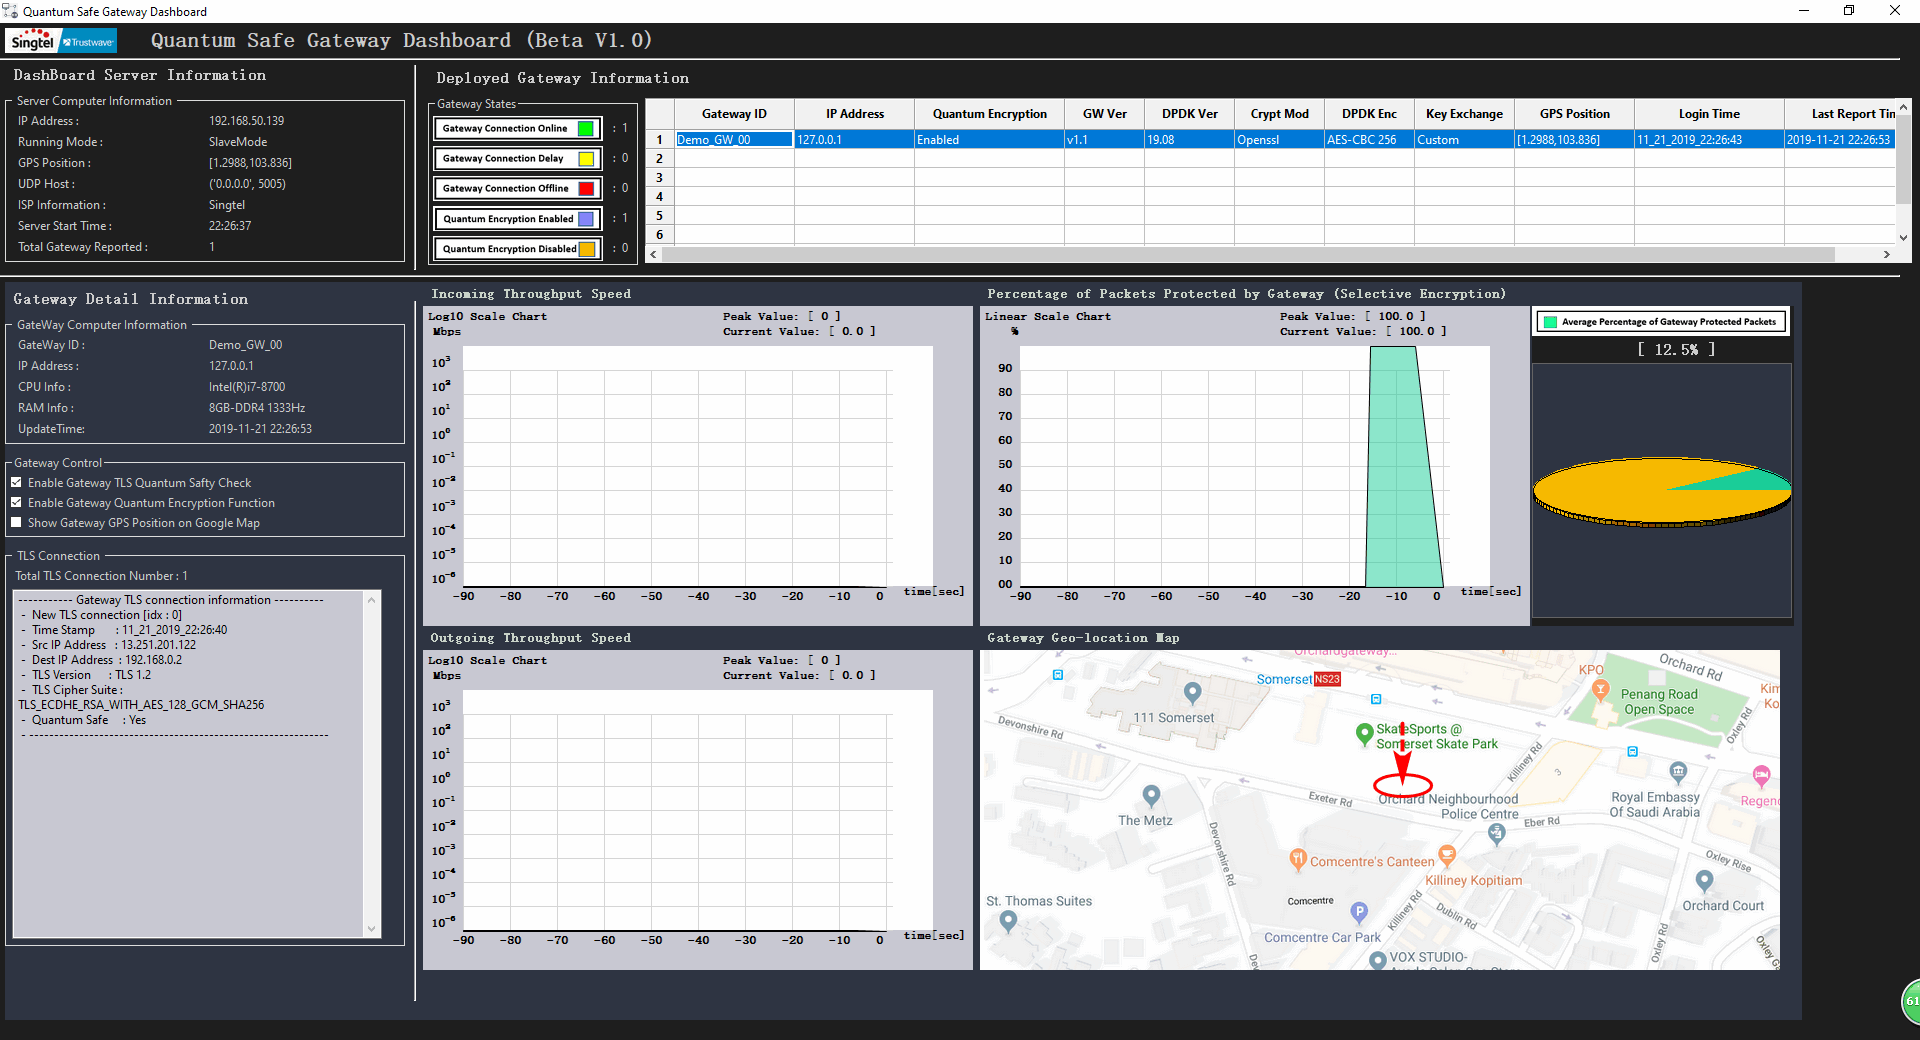 Quantum Safe Gateway Dashboard
Singtel Trustwave Quantum Safe Gateway Dashboard (Beta V1.0)
DashBoard Server Information
Server Computer Information
IP Address : 192.168.50.139
Running Mode : SlaveMode
GPS Position : [1.2988,103.836]
UDP Host : ('0.0.0.0', 5005)
ISP Information : Singtel
Server Start Time : 22:26:37
Total Gateway Reported : 1
Deployed Gateway Information
Gateway States
Gateway Connection Online : 1
Gateway Connection Delay : 0
Gateway Connection Offline : 0
Quantum Encryption Enabled : 1
Quantum Encryption Disabled : 0
Gateway ID IP Address Quantum Encryption GW Ver DPDK Ver Crypt Mod DPDK Enc Key Exchange GPS Position Login Time Last Report Tin
1 Demo_GW_00 127.0.0.1 Enabled v1.1 19.08 Openssl AES-CBC 256 Custom [1.2988,103.836] 11_21_2019_22:26:43 2019-11-21 22:26:53
2
3
4
5
6
Gateway Detail Information
GateWay Computer Information
GateWay ID : Demo_GW_00
IP Address : 127.0.0.1
CPU Info : Intel(R)i7-8700
RAM Info : 8GB-DDR4 1333Hz
UpdateTime: 2019-11-21 22:26:53
Gateway Control
Enable Gateway TLS Quantum Safty Check
Enable Gateway Quantum Encryption Function
Show Gateway GPS Position on Google Map
TLS Connection
Total TLS Connection Number : 1
----------- Gateway TLS connection information -----------
- New TLS connection [idx : 0]
- Time Stamp : 11_21_2019_22:26:40
- Src IP Address : 13.251.201.122
- Dest IP Address : 192.168.0.2
- TLS Version : TLS 1.2
- TLS Cipher Suite :
TLS_ECDHE_RSA_WITH_AES_128_GCM_SHA256
- Quantum Safe : Yes
Incoming Throughput Speed
Log10 Scale Chart Peak Value: [ 0 ]
Mbps Current Value: [ 0.0 ]
10³
10²
10¹
10⁰
10⁻¹
10⁻²
10⁻³
10⁻⁴
10⁻⁵
10⁻⁶
-90 -80 -70 -60 -50 -40 -30 -20 -10 0 time[sec]
Percentage of Packets Protected by Gateway (Selective Encryption)
Linear Scale Chart Peak Value: [ 100.0 ]
% Current Value: [ 100.0 ]
90
80
70
60
50
40
30
20
10
00
-90 -80 -70 -60 -50 -40 -30 -20 -10 0 time[sec]
Average Percentage of Gateway Protected Packets
[ 12.5% ]
Outgoing Throughput Speed
Log10 Scale Chart Peak Value: [ 0 ]
Mbps Current Value: [ 0.0 ]
10³
10²
10¹
10⁰
10⁻¹
10⁻²
10⁻³
10⁻⁴
10⁻⁵
10⁻⁶
-90 -80 -70 -60 -50 -40 -30 -20 -10 0 time[sec]
Gateway Geo-location Map
Orchardgateway...
Somerset NS23
KPO
Orchard Rd
Penang Road
Open Space
111 Somerset
Devonshire Rd
SkateSports @
Somerset Skate Park
Killiney Rd
3
Oxley Rd
Exeter Rd
Orchard Neighbourhood
Police Centre
Royal Embassy
Of Saudi Arabia
The Metz
Eber Rd
Devonshire Rd
Comcentre's Canteen
Killiney Kopitiam
Oxley Rise
St. Thomas Suites
Comcentre
Killiney Rd
Dublin Rd
Orchard Court
Comcentre Car Park
Oxley Rd
VOX STUDIO-
61